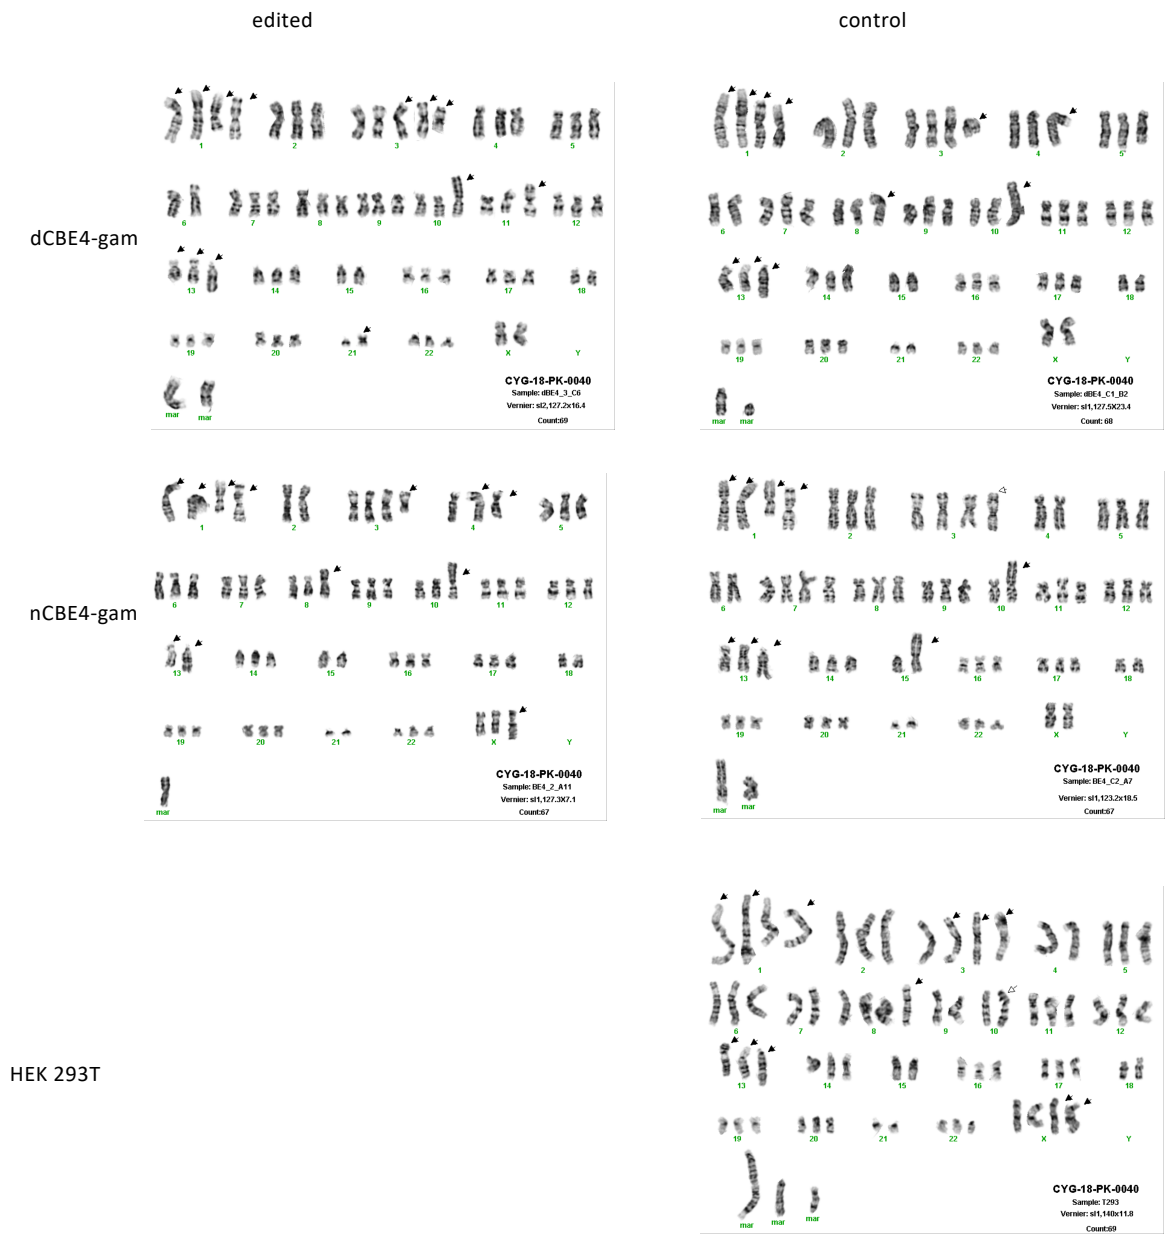 edited control
dCBE4-gam
1 2 3 4 5
6 7 8 9 10 11 12
13 14 15 16 17 18
19 20 21 22 X Y
mar mar
CYG-18-PK-0040
Sample: dBE4_3_C6
Vernier: sl2,127.2x16.4
Count:69
1 2 3 4 5
6 7 8 9 10 11 12
13 14 15 16 17 18
19 20 21 22 X Y
mar mar
CYG-18-PK-0040
Sample: dBE4_C1_B2
Vernier: sl1,127.5X23.4
Count: 68
nCBE4-gam
1 2 3 4 5
6 7 8 9 10 11 12
13 14 15 16 17 18
19 20 21 22 X Y
mar
CYG-18-PK-0040
Sample: BE4_2_A11
Vernier: sl1,127.3X7.1
Count:67
1 2 3 4 5
6 7 8 9 10 11 12
13 14 15 16 17 18
19 20 21 22 X Y
mar mar
CYG-18-PK-0040
Sample: BE4_C2_A7
Vernier: sl1,123.2x18.5
Count:67
HEK 293T
1 2 3 4 5
6 7 8 9 10 11 12
13 14 15 16 17 18
19 20 21 22 X Y
mar mar mar
CYG-18-PK-0040
Sample: T293
Vernier: sl1,140x11.8
Count:69